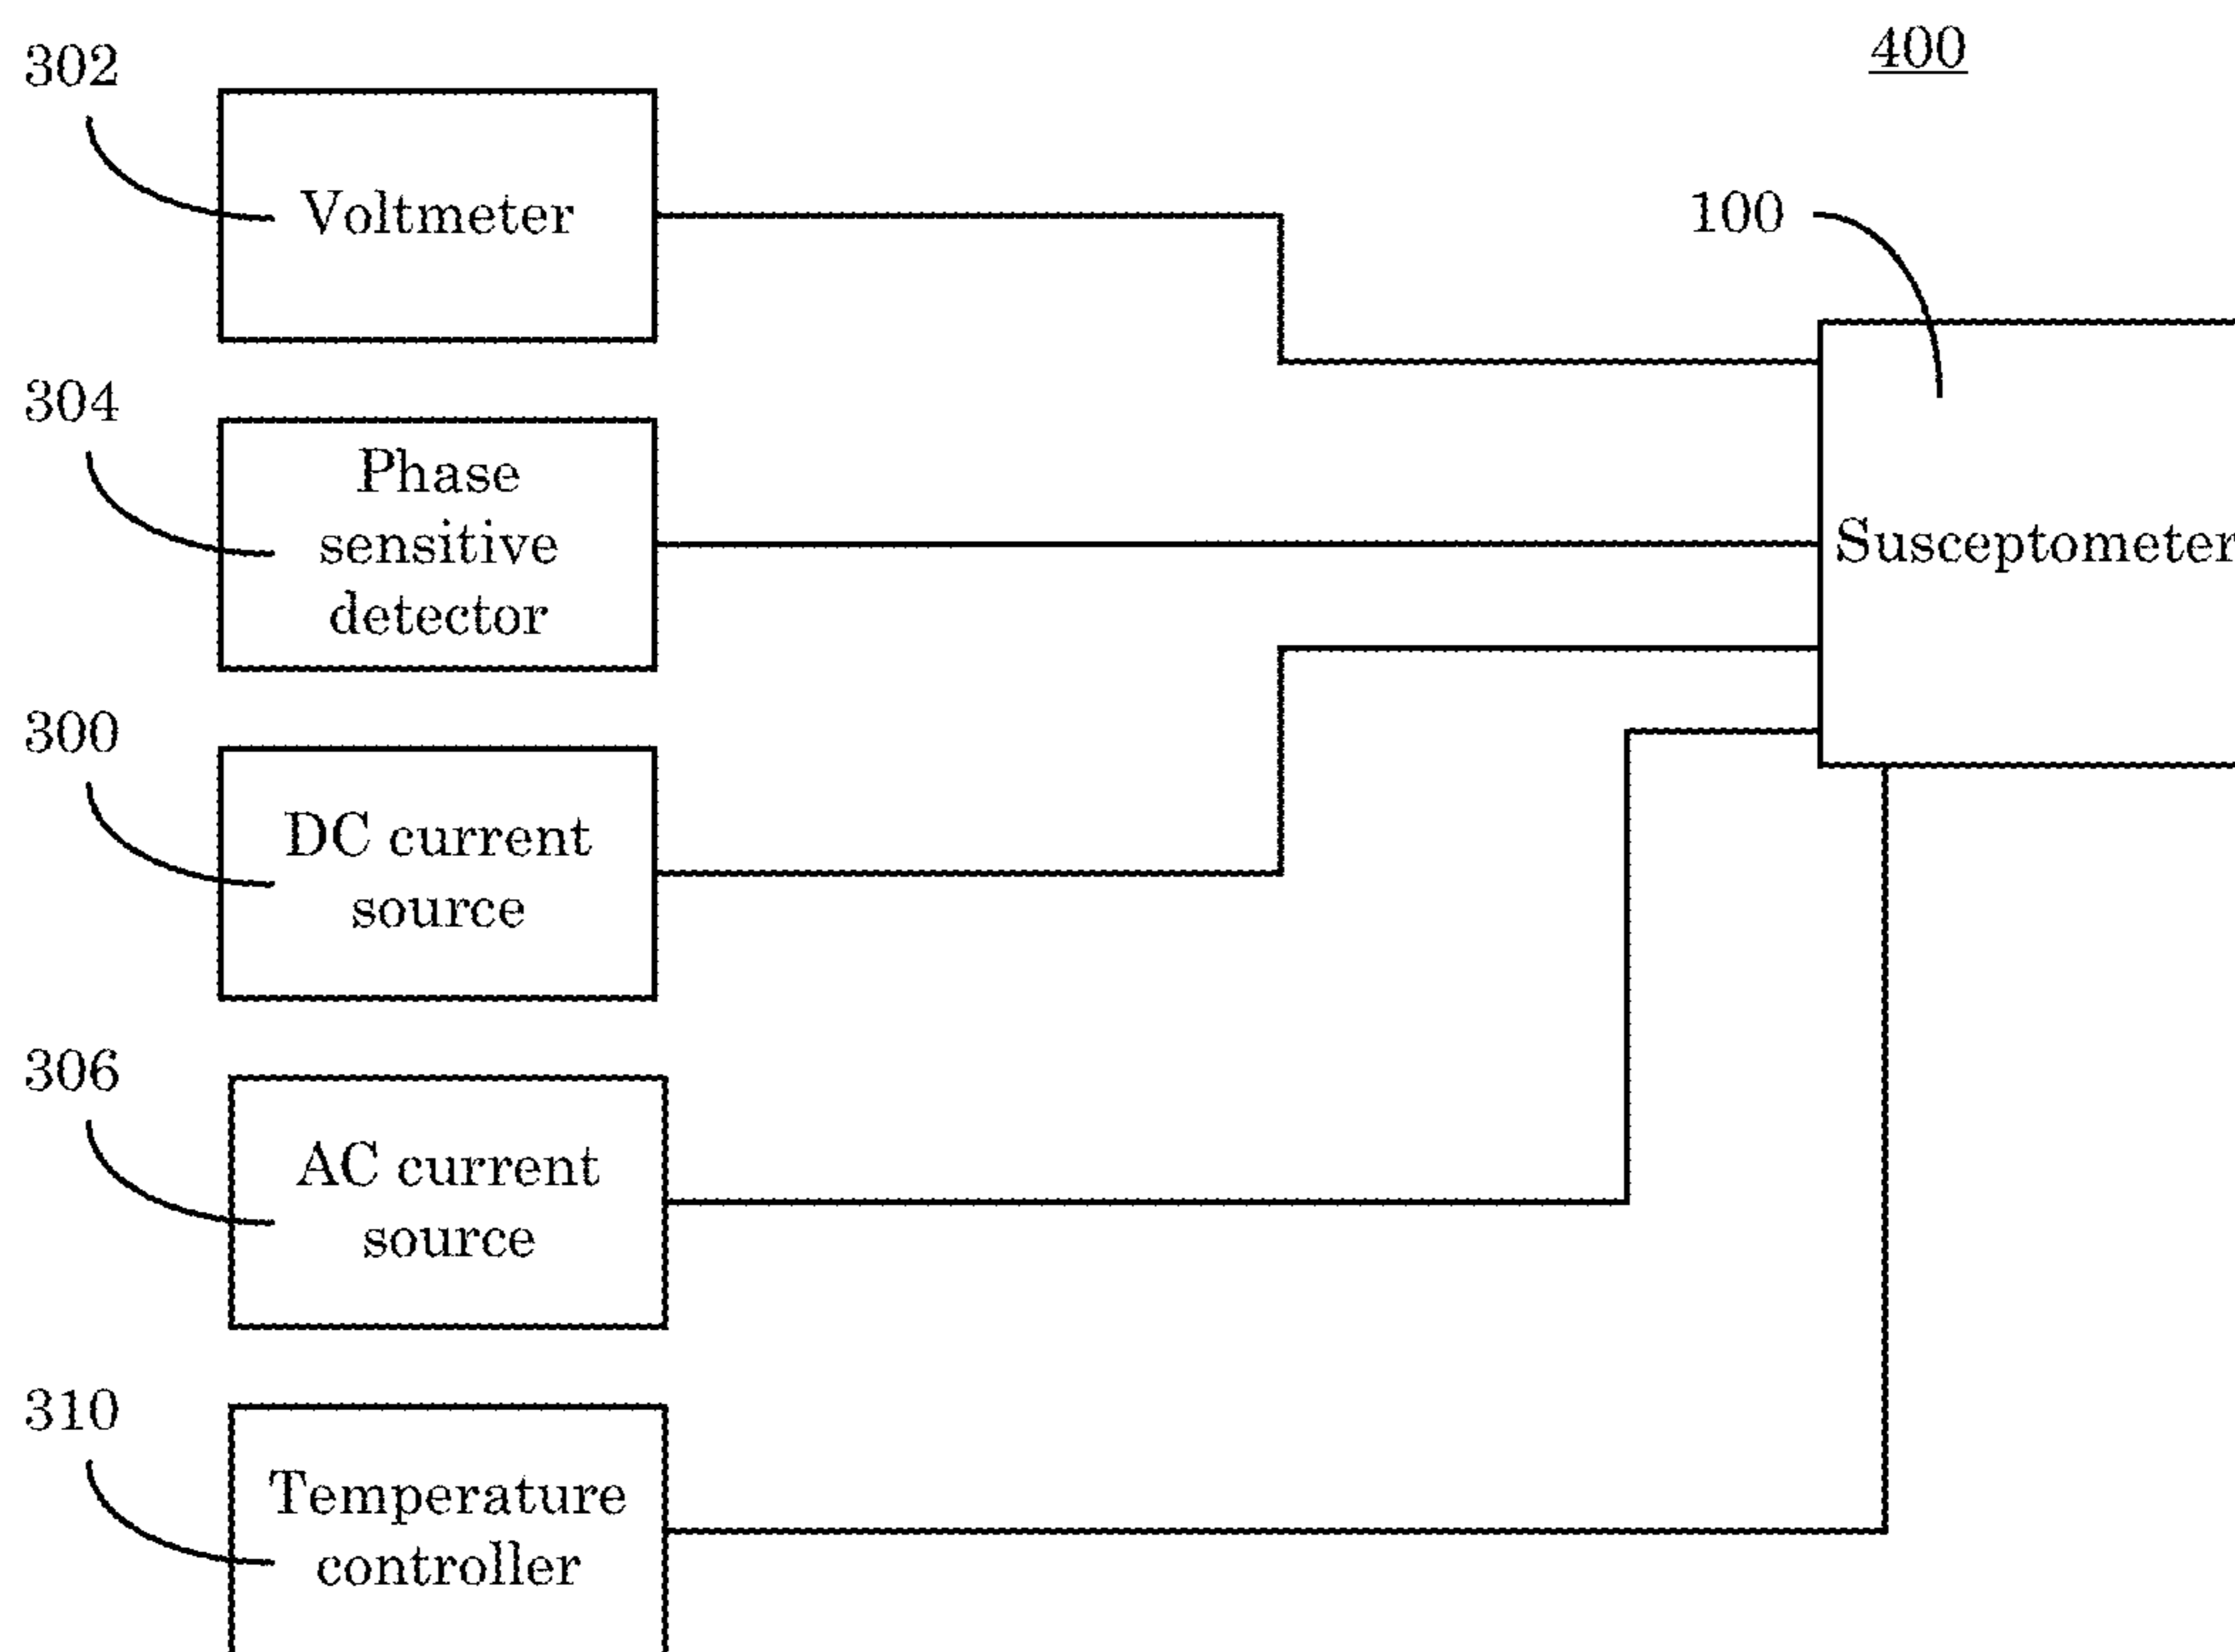 400
302
Voltmeter
100
304
Phase
sensitive
detector
Susceptometer
300
DC current
source
306
AC current
source
310
Temperature
controller